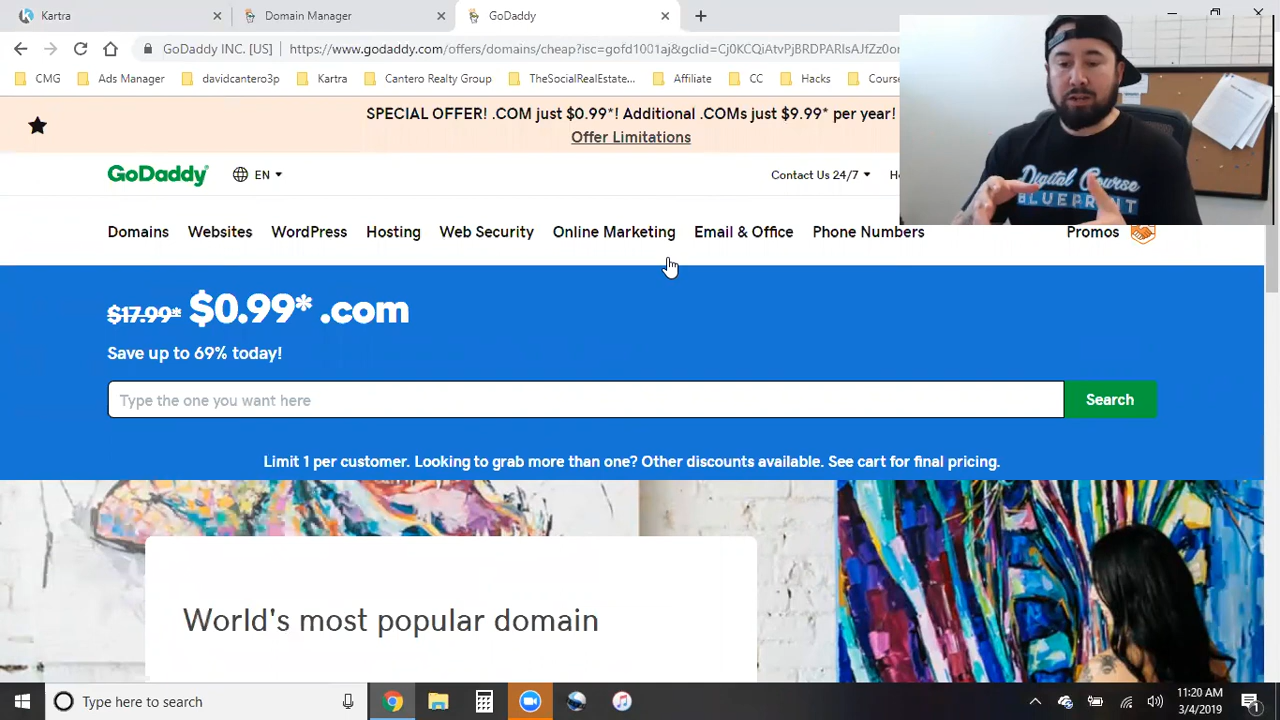 Kartra
Domain Manager
GoDaddy
GoDaddy INC. [US]
https://www.godaddy.com/offers/domains/cheap?isc=gofd1001aj&gclid=Cj0KCQiAtvPjBRDPARIsAJfZz0or
CMG
Ads Manager
davidcantero3p
Kartra
Cantero Realty Group
TheSocialRealEstate...
Affiliate
CC
Hacks
Cours
SPECIAL OFFER! .COM just $0.99*! Additional .COMs just $9.99* per year!
Offer Limitations
GoDaddy
EN
Contact Us 24/7
Digital Course
BLUEPRINT
Domains
Websites
WordPress
Hosting
Web Security
Online Marketing
Email & Office
Phone Numbers
Promos
$17.99* $0.99* .com
Save up to 69% today!
Type the one you want here
Search
Limit 1 per customer. Looking to grab more than one? Other discounts available. See cart for final pricing.
World's most popular domain
Type here to search
11:20 AM
3/4/2019
1